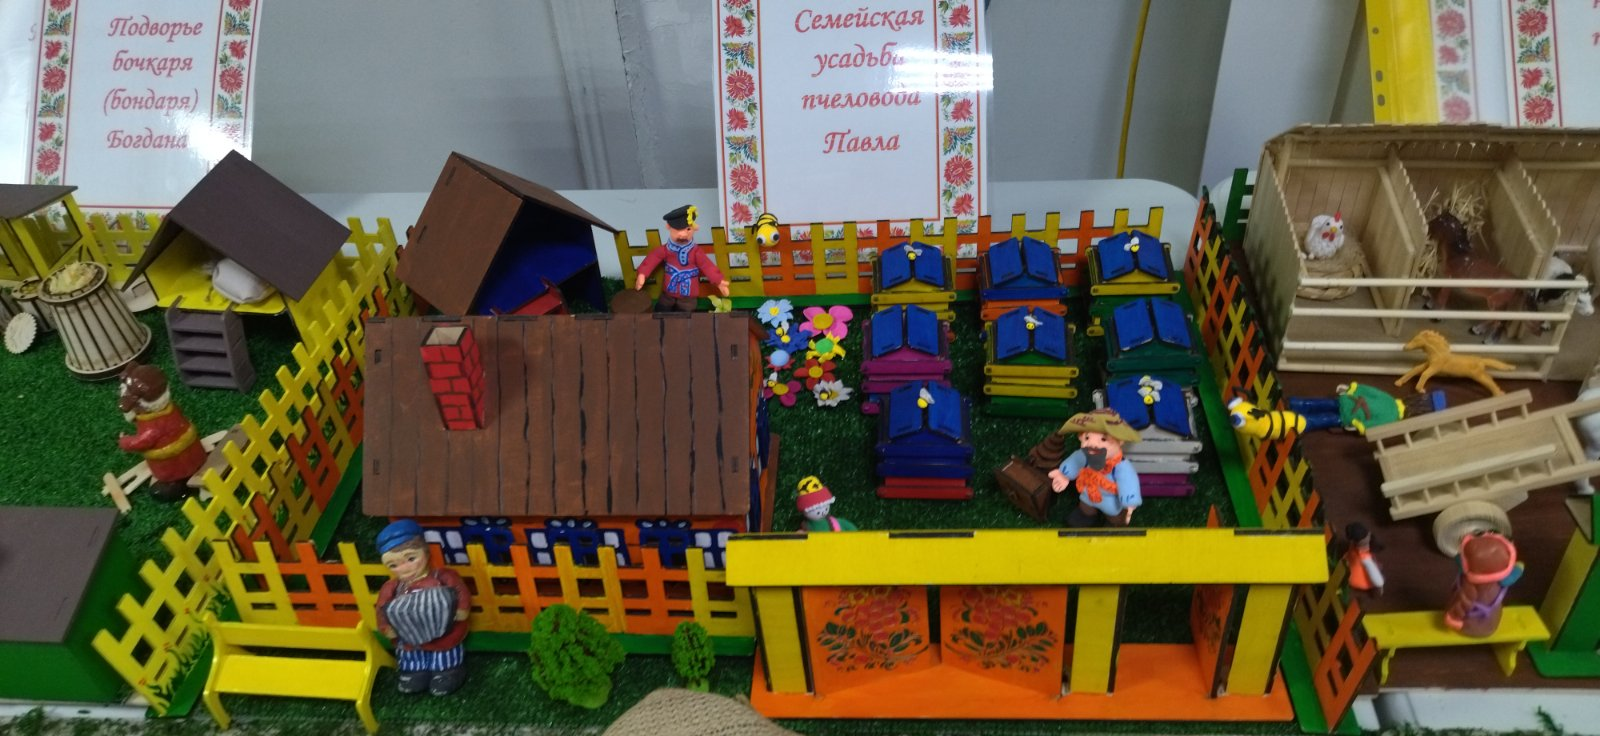 Подворье
бочкаря
(бондаря)
Богдана
Семейская
усадьба
пчеловода
Павла